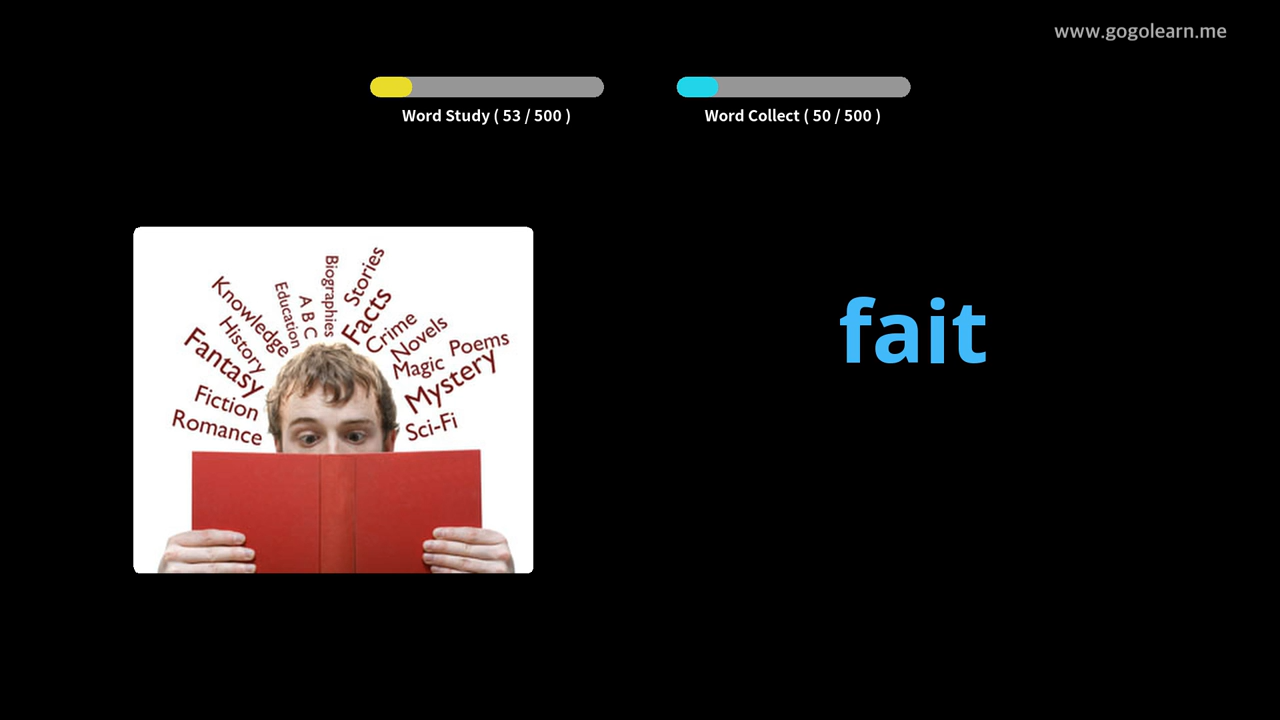 www.gogolearn.me
Word Study ( 53 / 500 )
Word Collect ( 50 / 500 )
Knowledge
Education
A B C
Biographies
Stories
Facts
Crime
Novels
Poems
History
Fantasy
Magic
Mystery
Fiction
Romance
Sci-Fi
fait